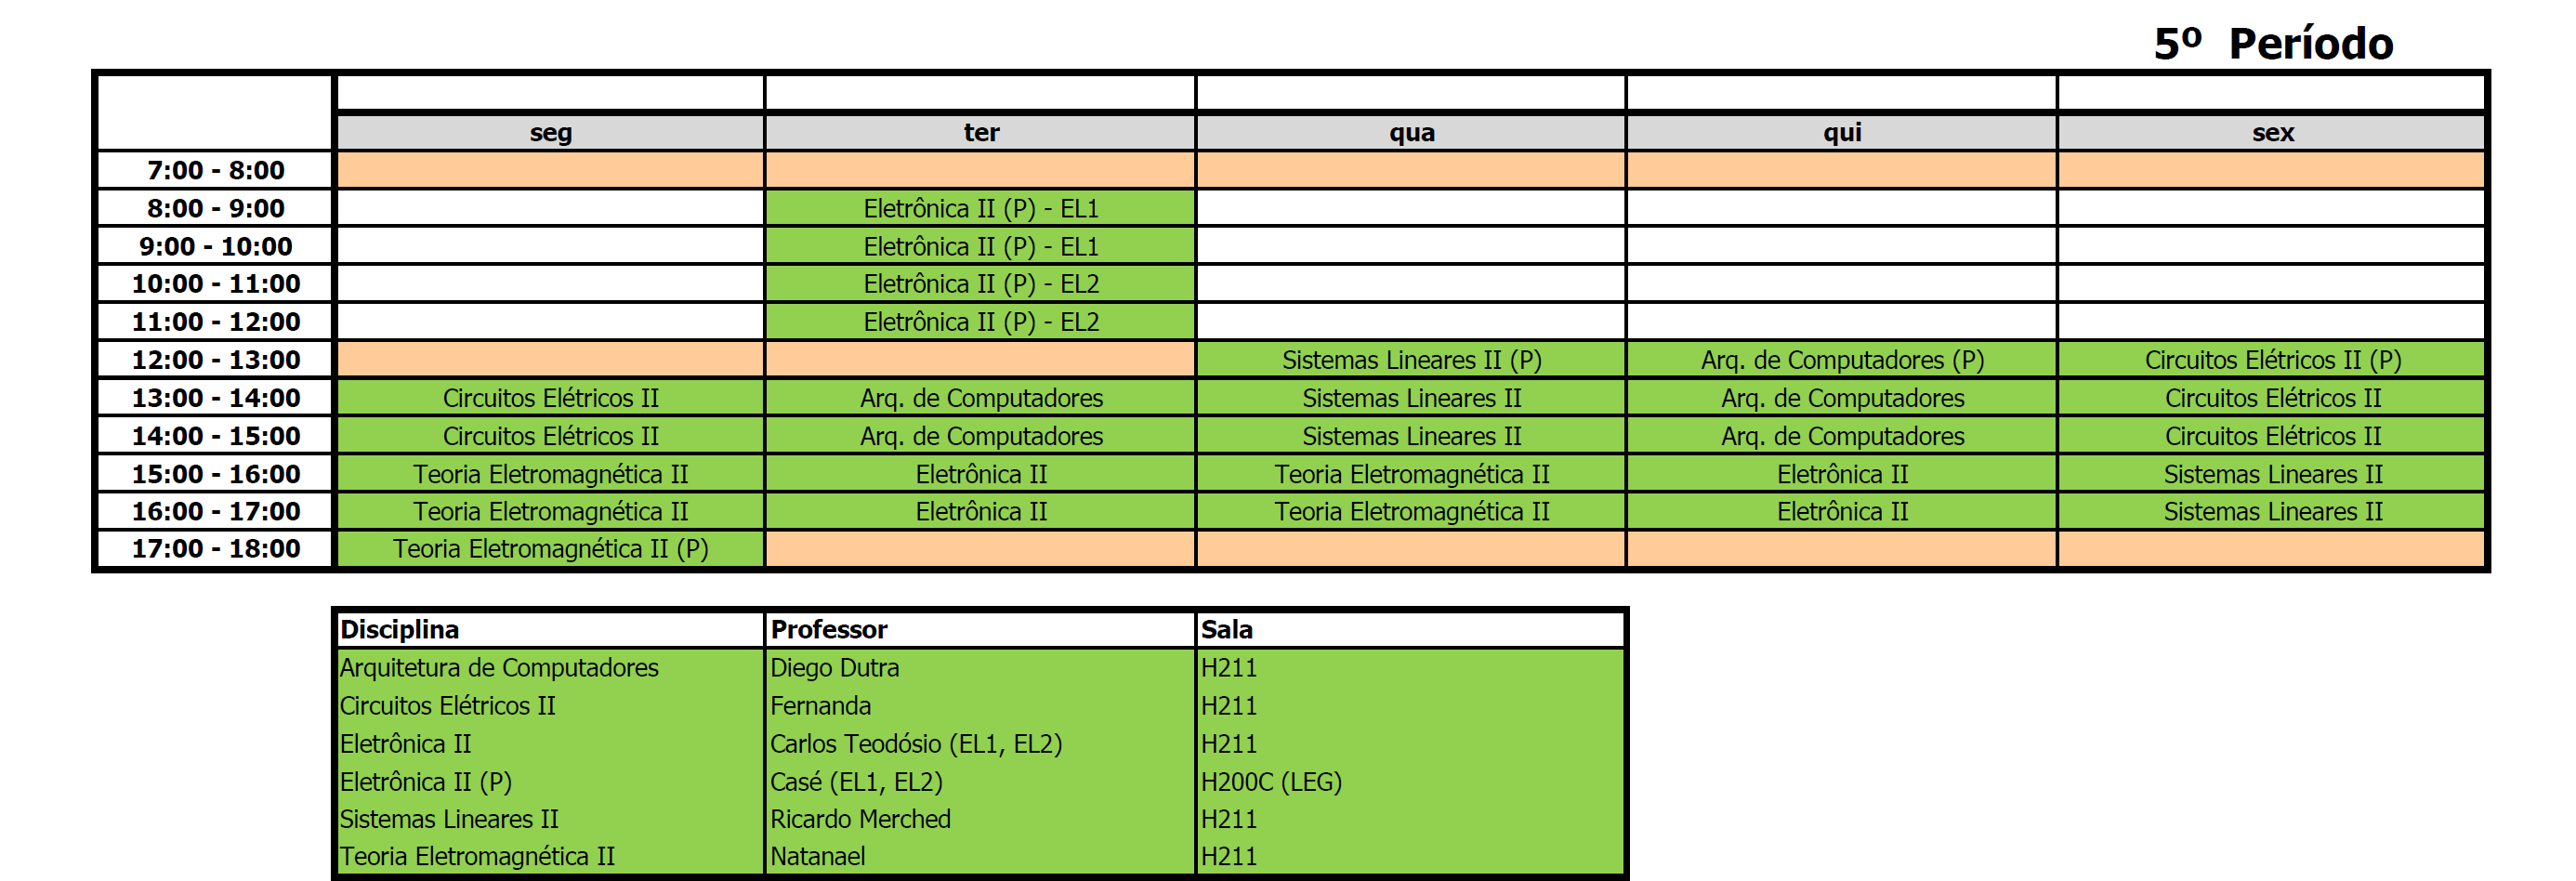 5º Período
seg ter qua qui sex
7:00 - 8:00
8:00 - 9:00 Eletrônica II (P) - EL1
9:00 - 10:00 Eletrônica II (P) - EL1
10:00 - 11:00 Eletrônica II (P) - EL2
11:00 - 12:00 Eletrônica II (P) - EL2
12:00 - 13:00 Sistemas Lineares II (P) Arq. de Computadores (P) Circuitos Elétricos II (P)
13:00 - 14:00 Circuitos Elétricos II Arq. de Computadores Sistemas Lineares II Arq. de Computadores Circuitos Elétricos II
14:00 - 15:00 Circuitos Elétricos II Arq. de Computadores Sistemas Lineares II Arq. de Computadores Circuitos Elétricos II
15:00 - 16:00 Teoria Eletromagnética II Eletrônica II Teoria Eletromagnética II Eletrônica II Sistemas Lineares II
16:00 - 17:00 Teoria Eletromagnética II Eletrônica II Teoria Eletromagnética II Eletrônica II Sistemas Lineares II
17:00 - 18:00 Teoria Eletromagnética II (P)
Disciplina Professor Sala
Arquitetura de Computadores Diego Dutra H211
Circuitos Elétricos II Fernanda H211
Eletrônica II Carlos Teodósio (EL1, EL2) H211
Eletrônica II (P) Casé (EL1, EL2) H200C (LEG)
Sistemas Lineares II Ricardo Merched H211
Teoria Eletromagnética II Natanael H211